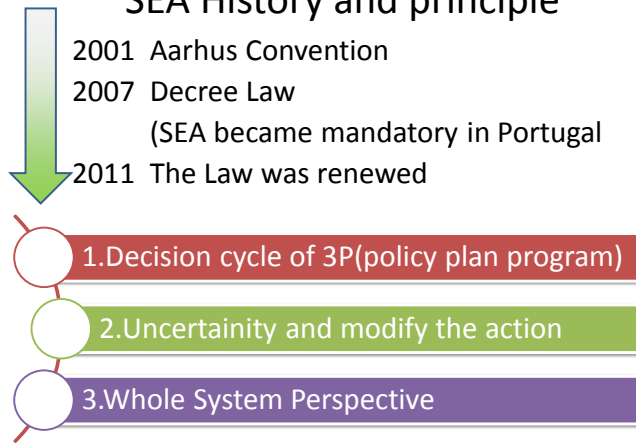 SEA History and principle
2001 Aarhus Convention
2007 Decree Law
(SEA became mandatory in Portugal
2011 The Law was renewed
1.Decision cycle of 3P(policy plan program)
2.Uncertainity and modify the action
3.Whole System Perspective